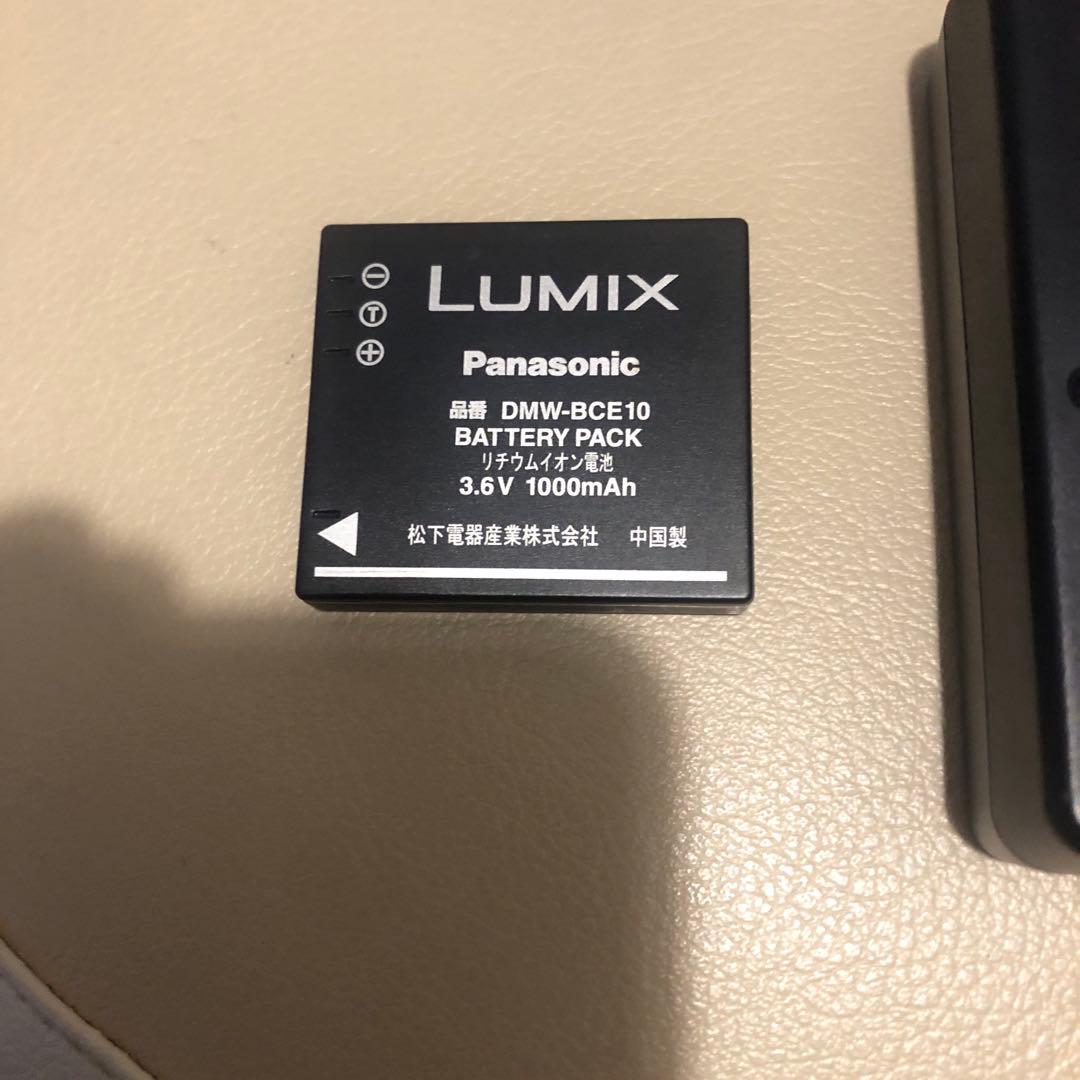 LUMIX
Panasonic
品番 DMW-BCE10
BATTERY PACK
リチウムイオン電池
3.6V 1000mAh
松下電器産業株式会社 中国製
⊖
T
⊕